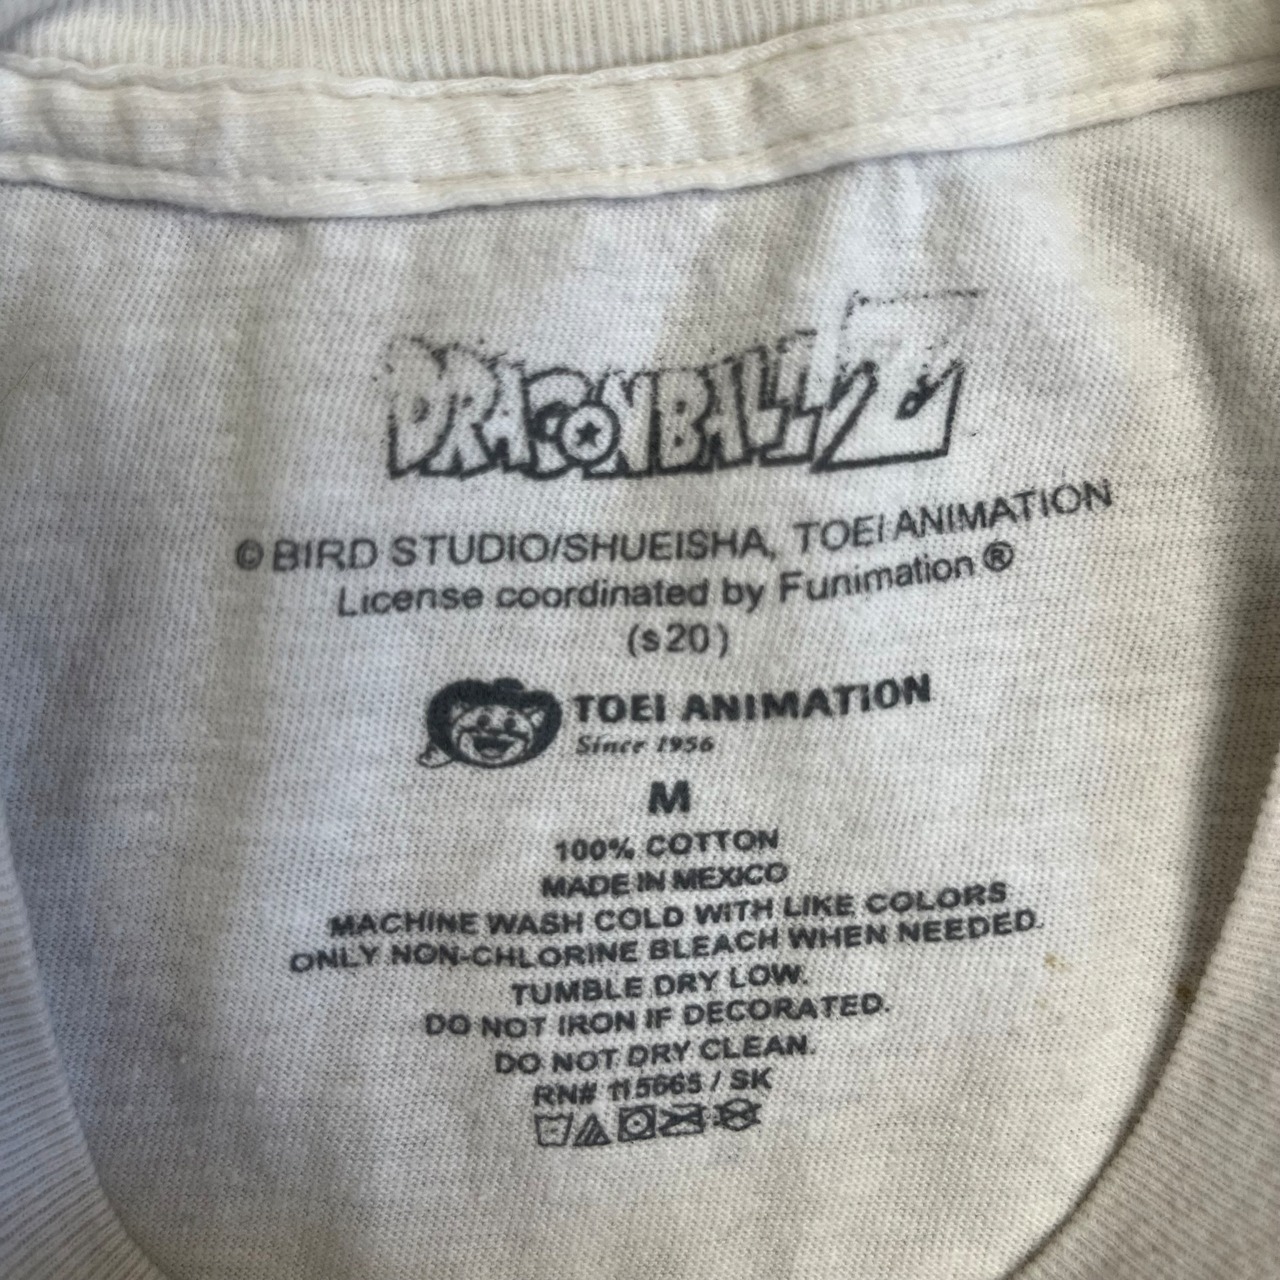 DRAGONBALL Z
© BIRD STUDIO/SHUEISHA, TOEI ANIMATION
License coordinated by Funimation ®
(s20)
TOEI ANIMATION
Since 1956
M
100% COTTON
MADE IN MEXICO
MACHINE WASH COLD WITH LIKE COLORS
ONLY NON-CHLORINE BLEACH WHEN NEEDED.
TUMBLE DRY LOW.
DO NOT IRON IF DECORATED.
DO NOT DRY CLEAN.
RN# 115665 / SK